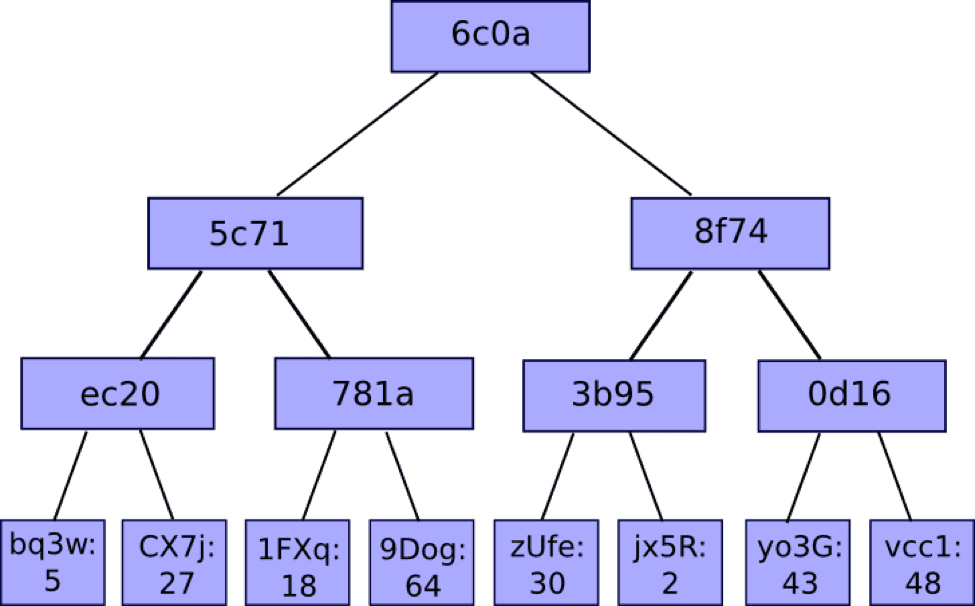 6c0a
5c71
8f74
ec20
781a
3b95
0d16
bq3w:
5
CX7j:
27
1FXq:
18
9Dog:
64
zUfe:
30
jx5R:
2
yo3G:
43
vcc1:
48